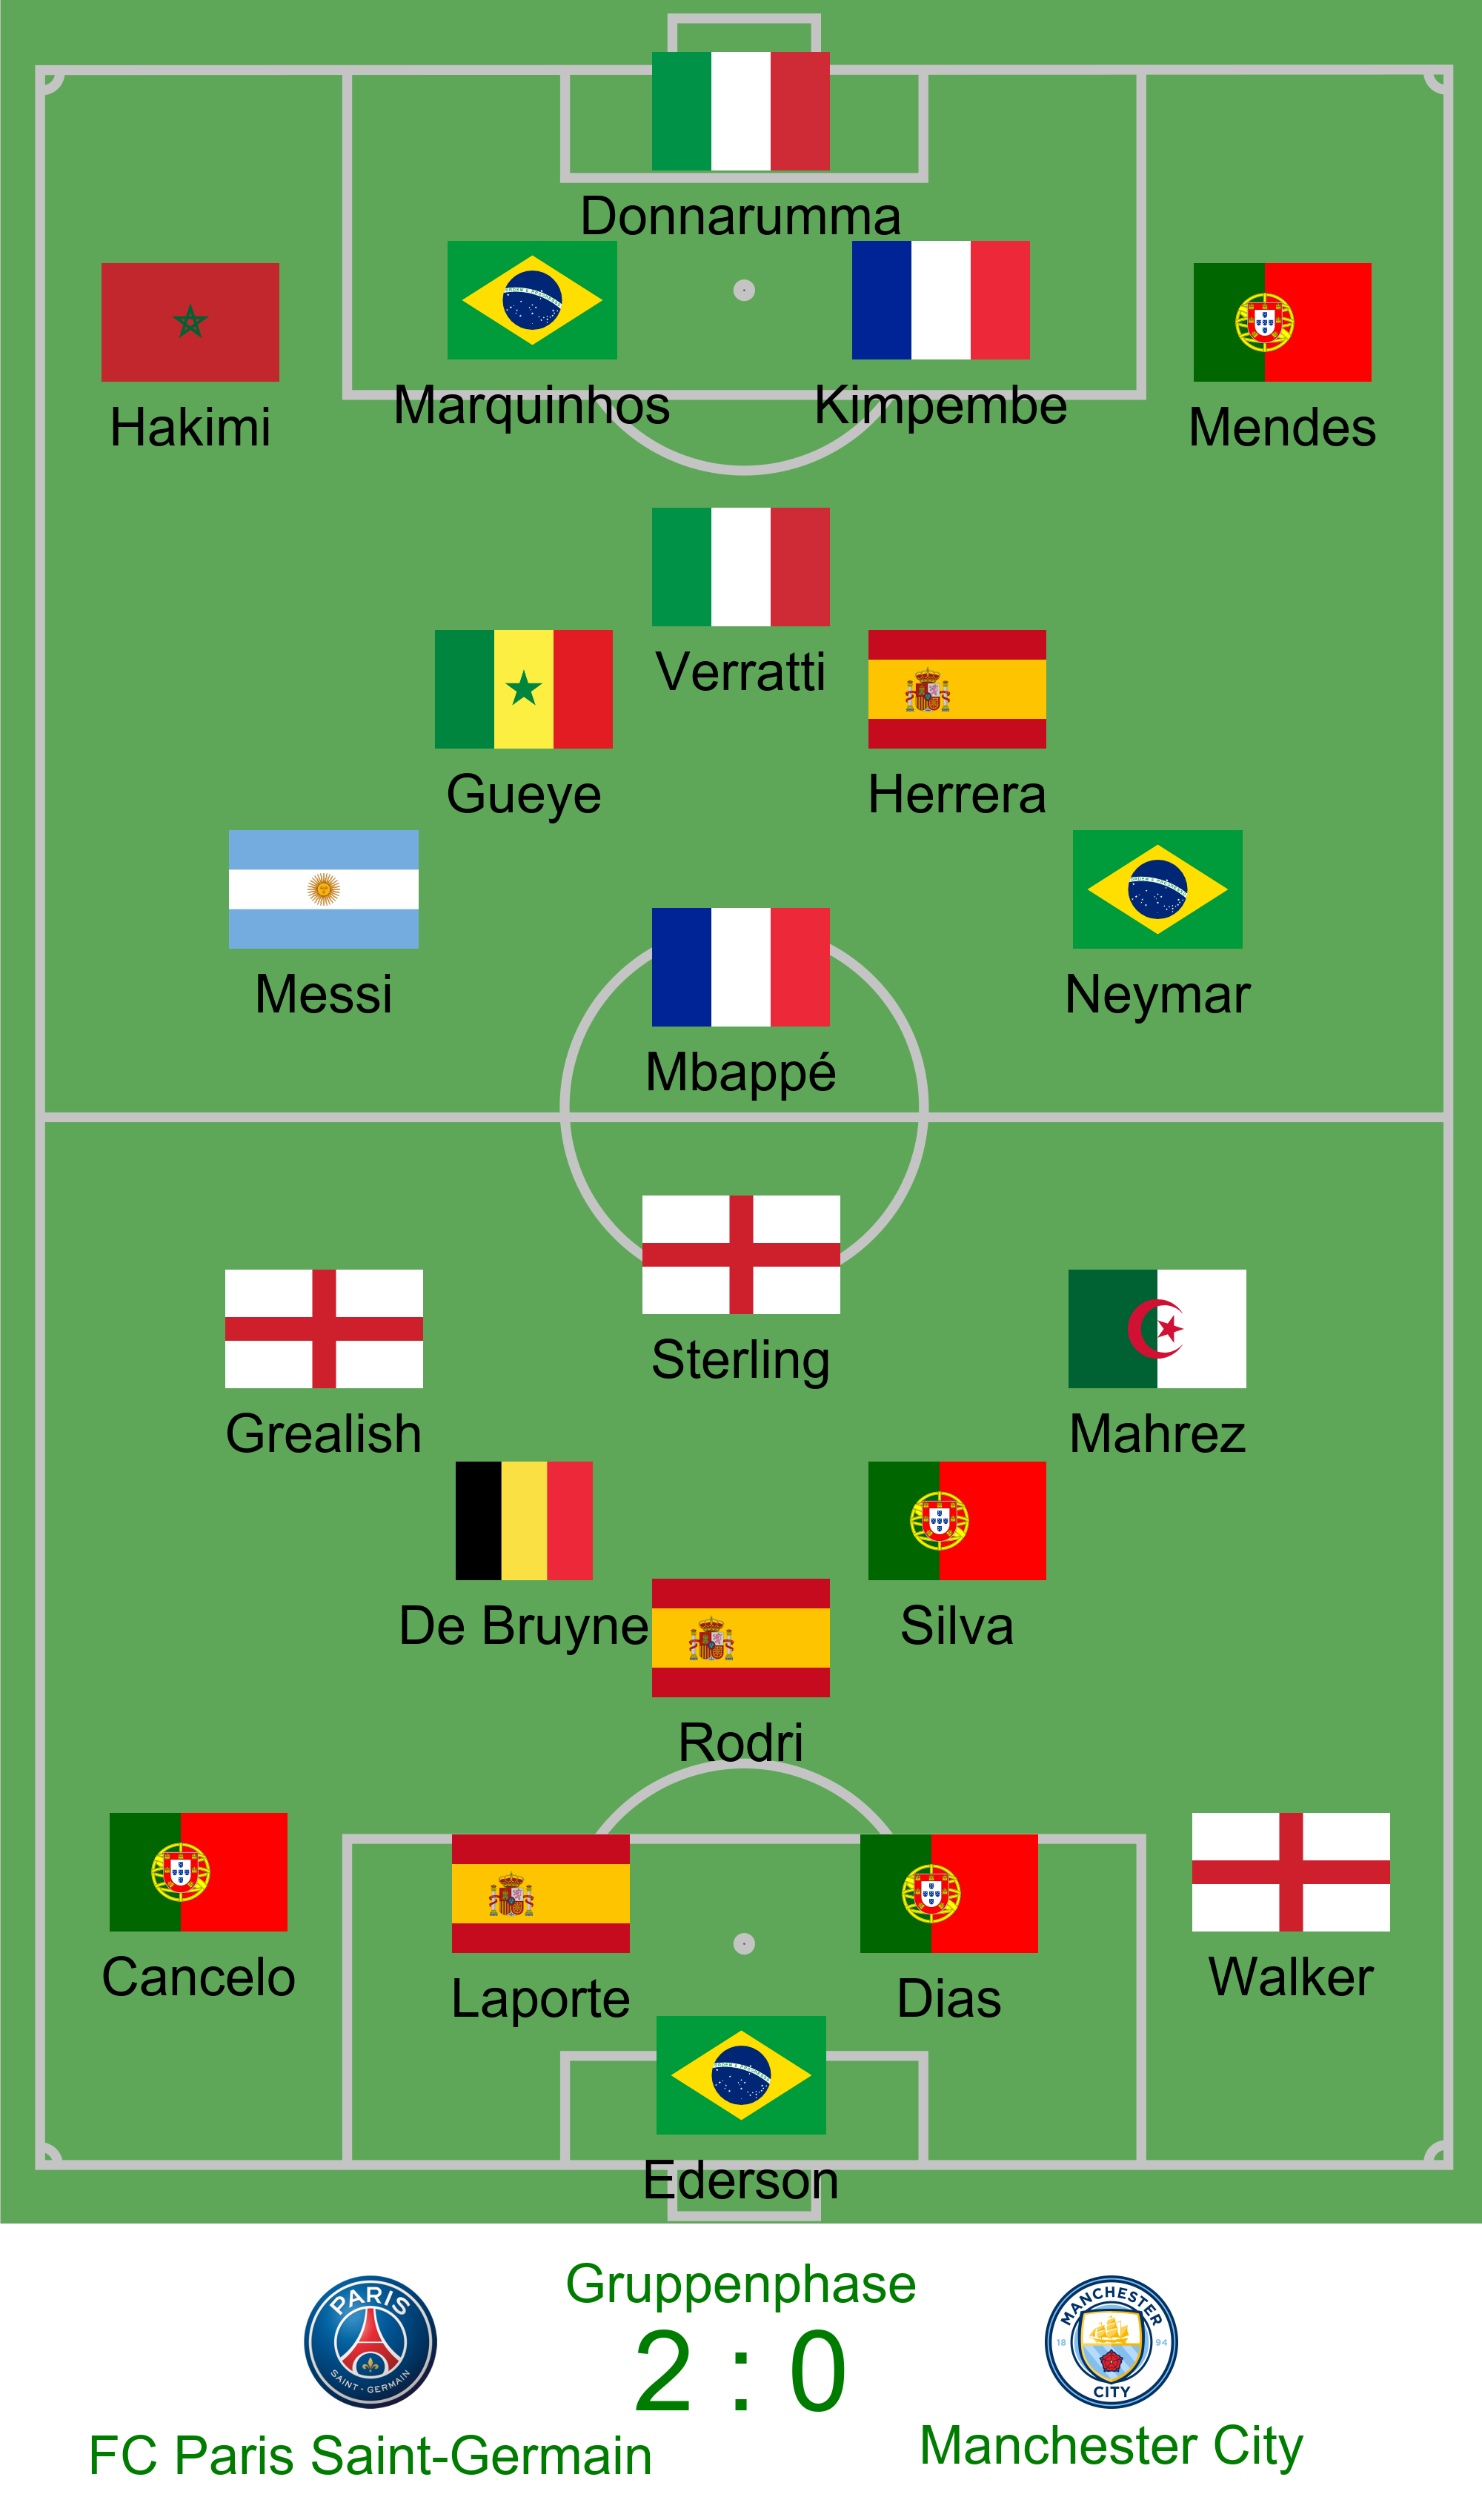 Donnarumma
Hakimi
Marquinhos
Kimpembe
Mendes
Verratti
Gueye
Herrera
Messi
Mbappé
Neymar
Sterling
Grealish
Mahrez
De Bruyne
Silva
Rodri
Cancelo
Laporte
Dias
Walker
Ederson
Gruppenphase
2 : 0
PARIS
SAINT - GERMAIN
MANCHESTER
18 94
CITY
FC Paris Saint-Germain
Manchester City